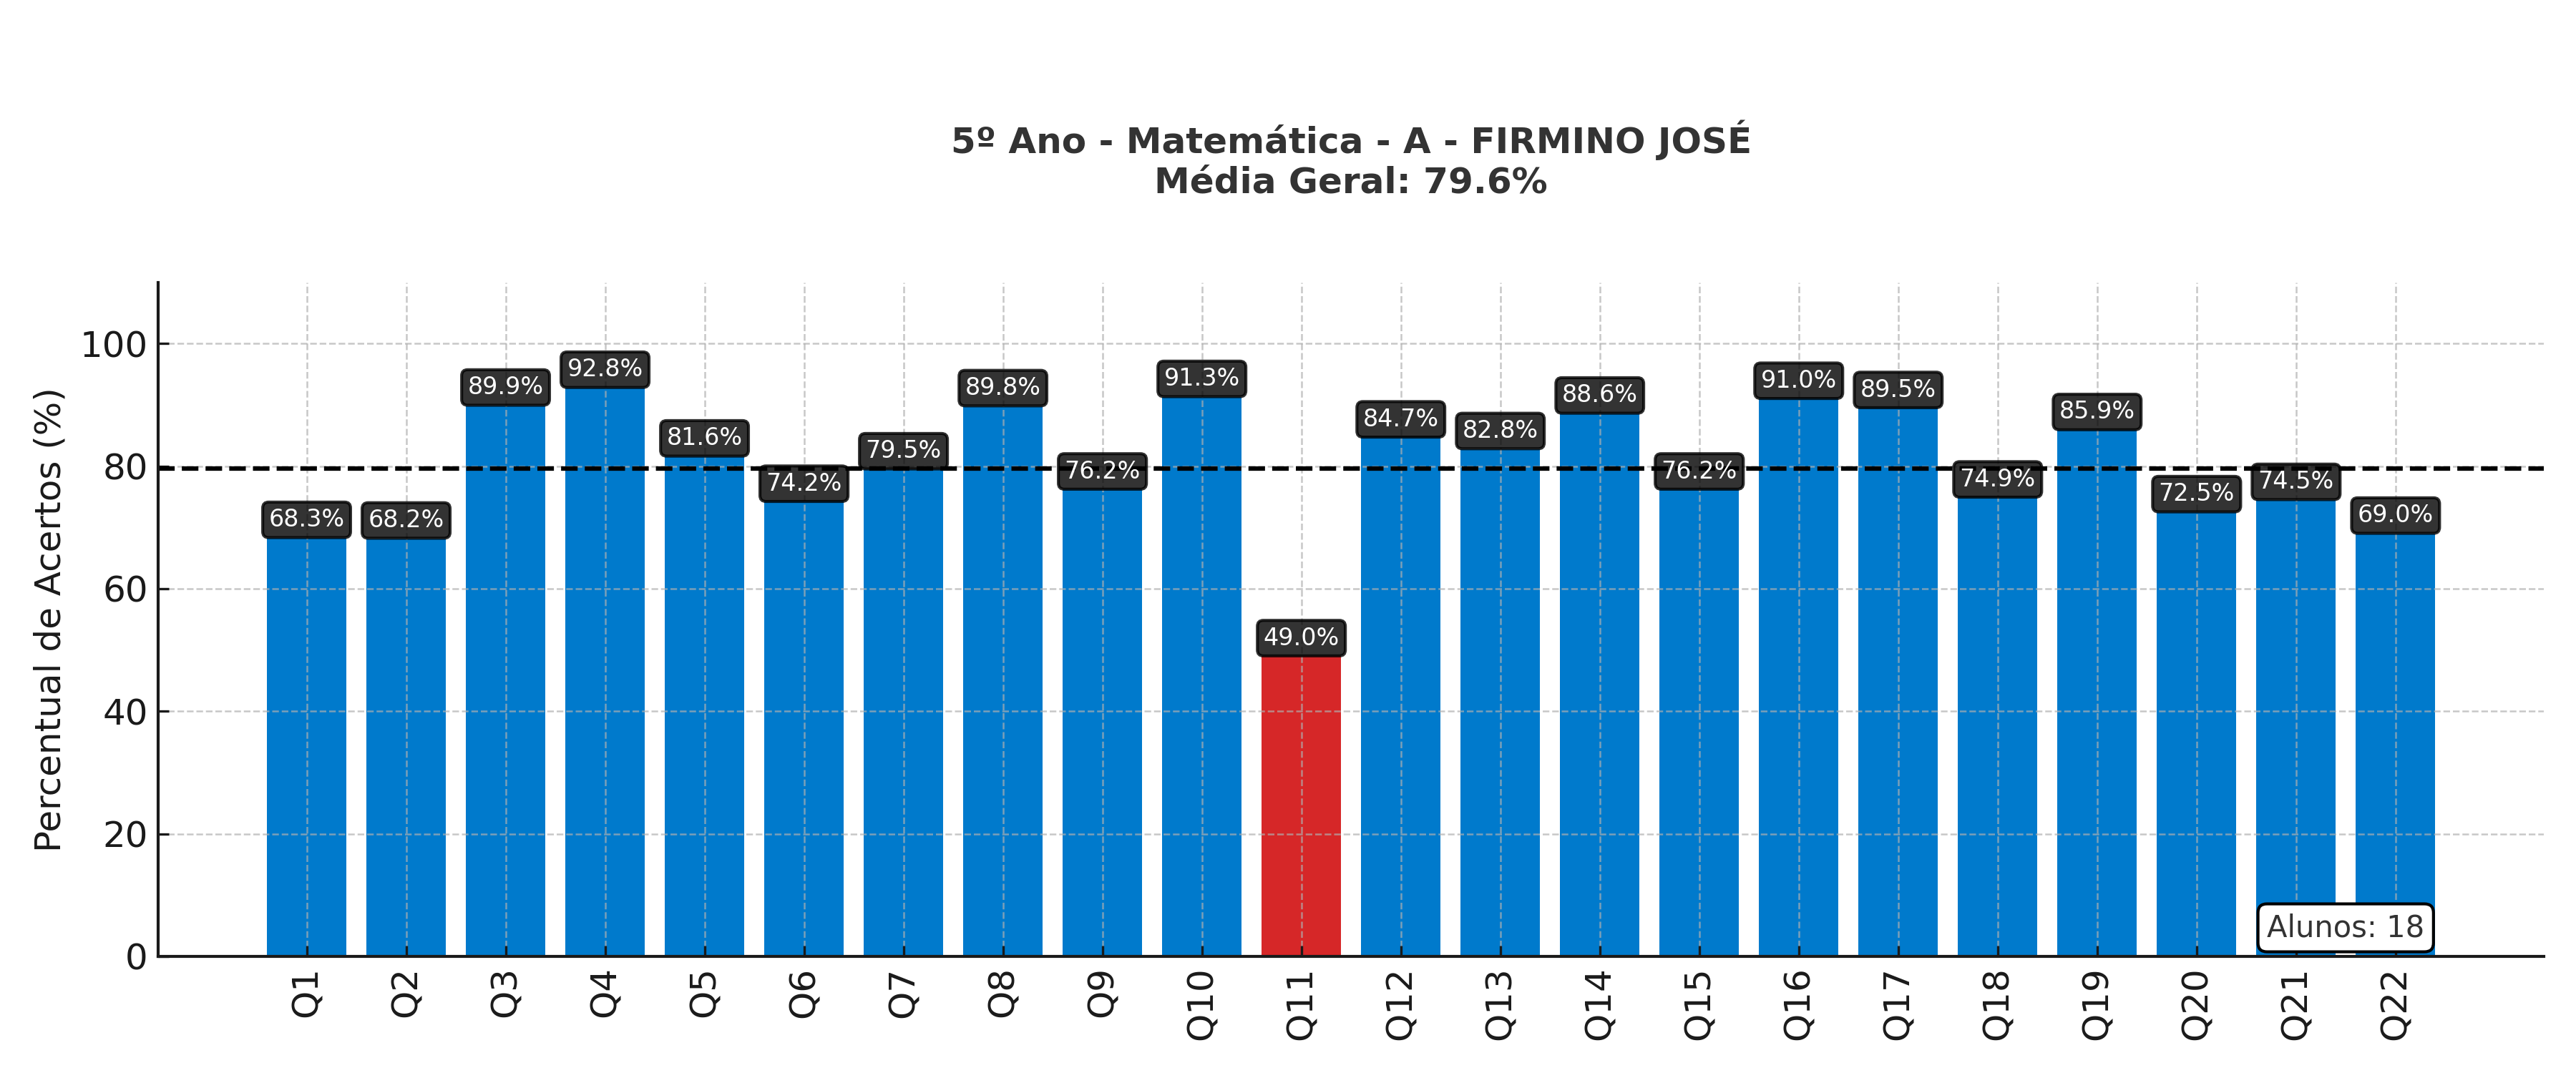 5º Ano - Matemática - A - FIRMINO JOSÉ
Média Geral: 79.6%
Percentual de Acertos (%)
100
80
60
40
20
0
68.3%
68.2%
89.9%
92.8%
81.6%
74.2%
79.5%
89.8%
76.2%
91.3%
49.0%
84.7%
82.8%
88.6%
76.2%
91.0%
89.5%
74.9%
85.9%
72.5%
74.5%
69.0%
Alunos: 18
Q1
Q2
Q3
Q4
Q5
Q6
Q7
Q8
Q9
Q10
Q11
Q12
Q13
Q14
Q15
Q16
Q17
Q18
Q19
Q20
Q21
Q22